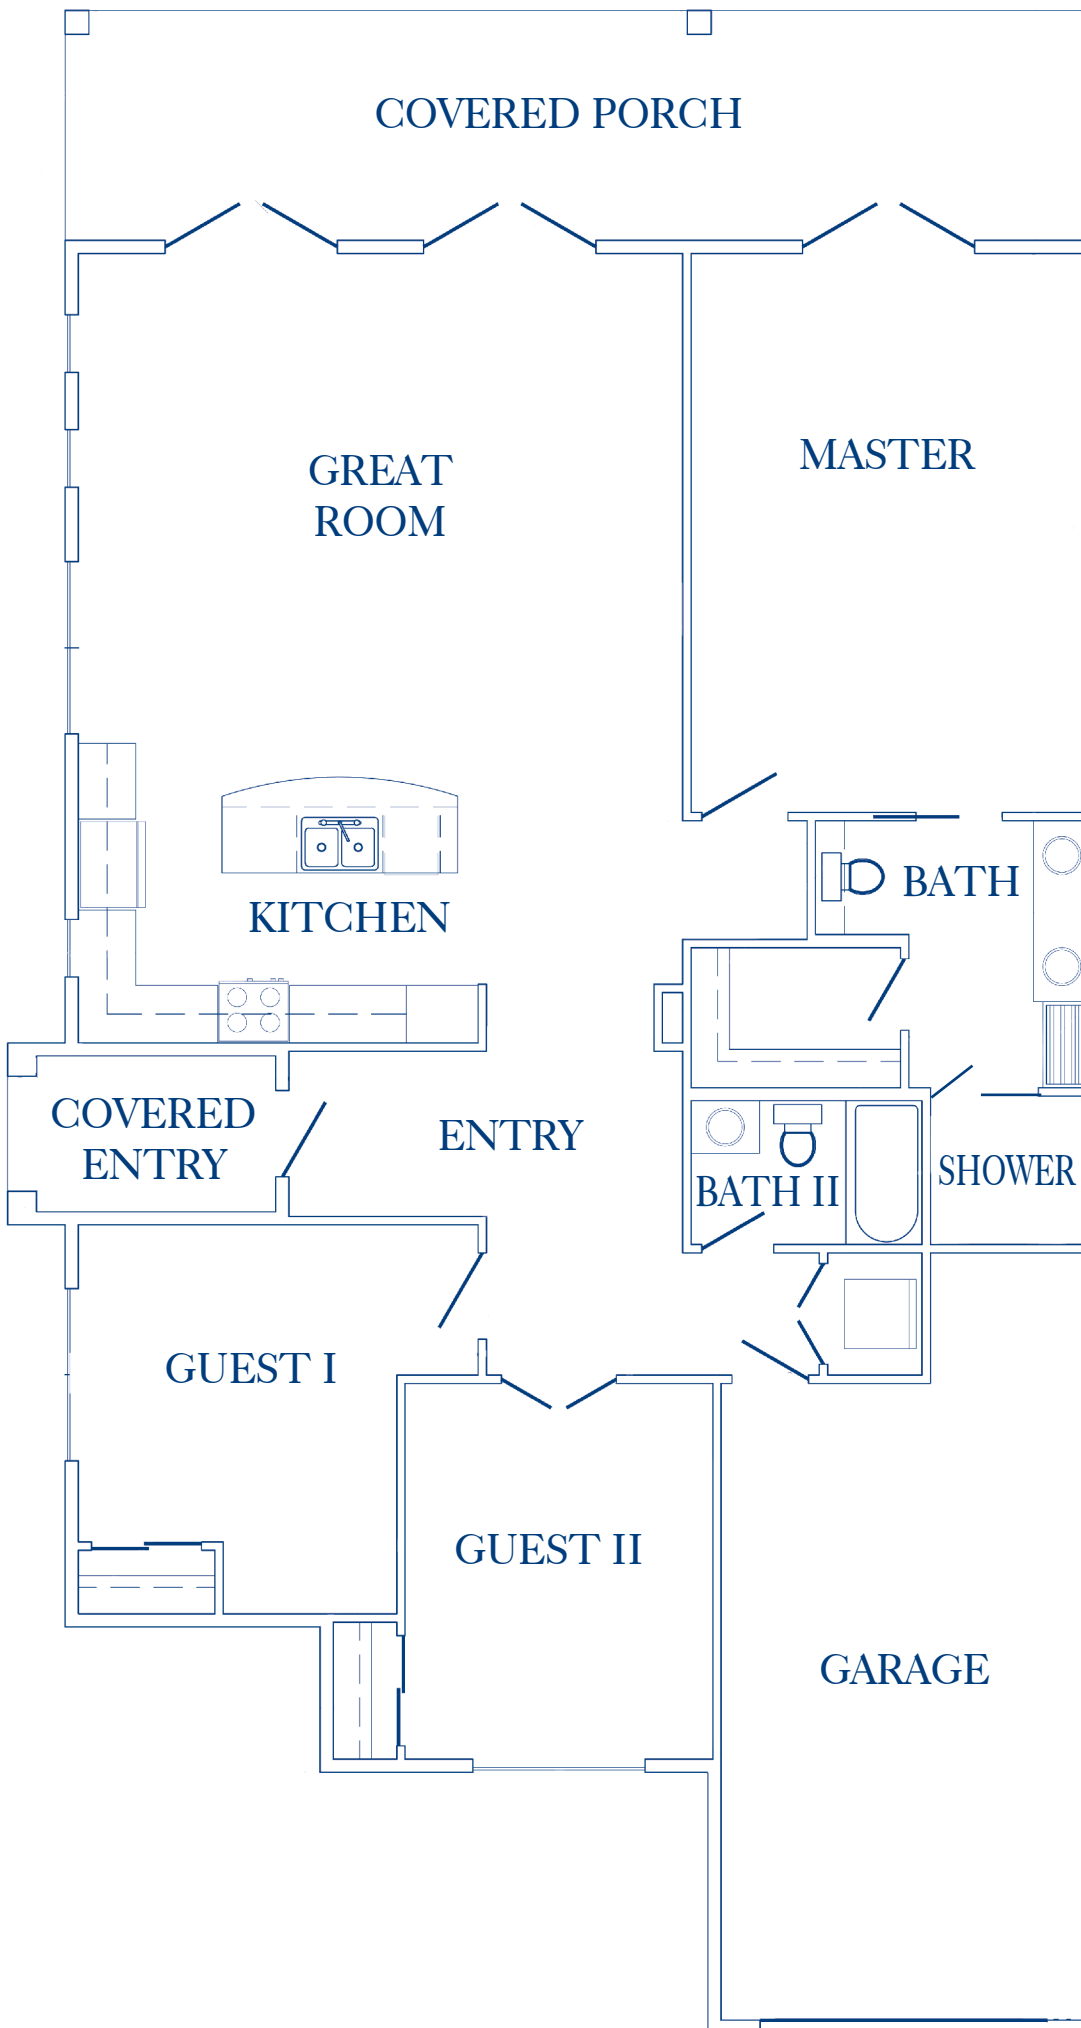 COVERED PORCH
GREAT
ROOM
MASTER
BATH
KITCHEN
COVERED
ENTRY
ENTRY
BATH II
SHOWER
GUEST I
GUEST II
GARAGE